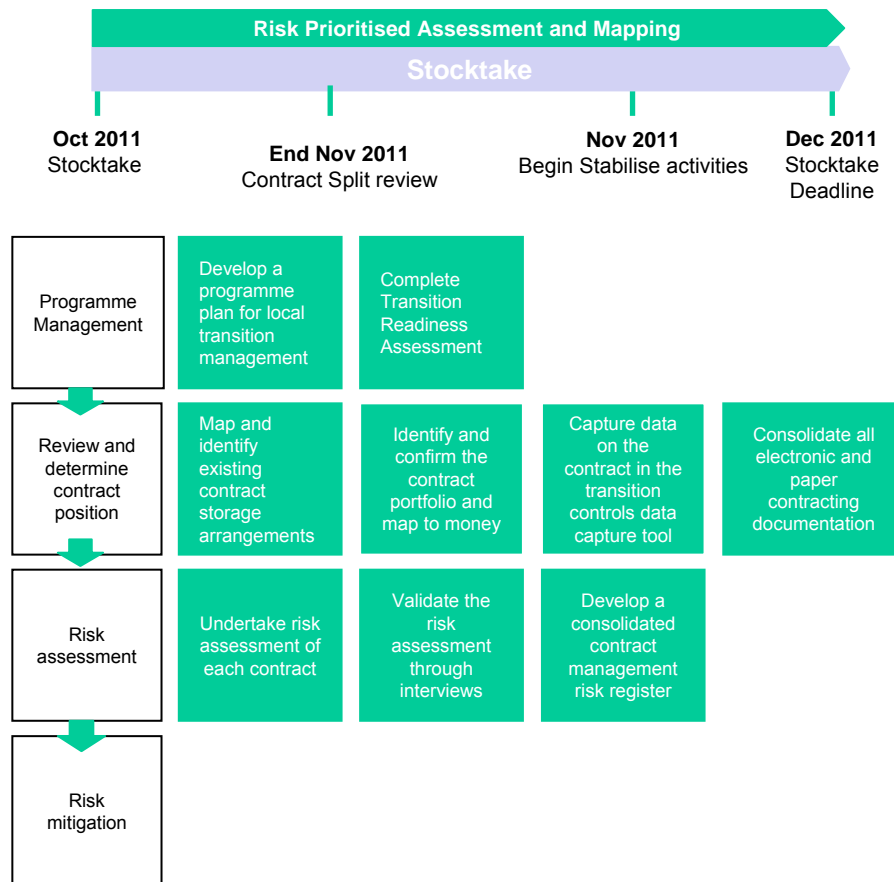 Risk Prioritised Assessment and Mapping
Stocktake
Oct 2011
Stocktake
End Nov 2011
Contract Split review
Nov 2011
Begin Stabilise activities
Dec 2011
Stocktake
Deadline
Programme
Management
Develop a
programme
plan for local
transition
management
Complete
Transition
Readiness
Assessment
Review and
determine
contract
position
Map and
identify
existing
contract
storage
arrangements
Identify and
confirm the
contract
portfolio and
map to money
Capture data
on the
contract in the
transition
controls data
capture tool
Consolidate all
electronic and
paper
contracting
documentation
Risk
assessment
Undertake risk
assessment of
each contract
Validate the
risk
assessment
through
interviews
Develop a
consolidated
contract
management
risk register
Risk
mitigation